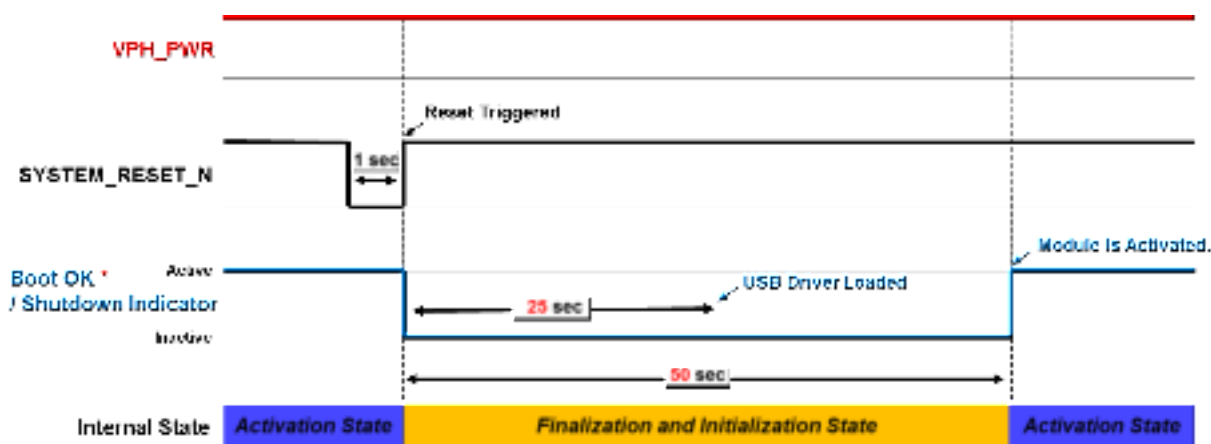 VPH_PWR
Reset Triggered
1 sec
SYSTEM_RESET_N
Module is Activated.
Boot OK *
/ Shutdown Indicator
Active
USB Driver Loaded
25 sec
Inactive
50 sec
Internal State
Activation State
Finalization and Initialization State
Activation State